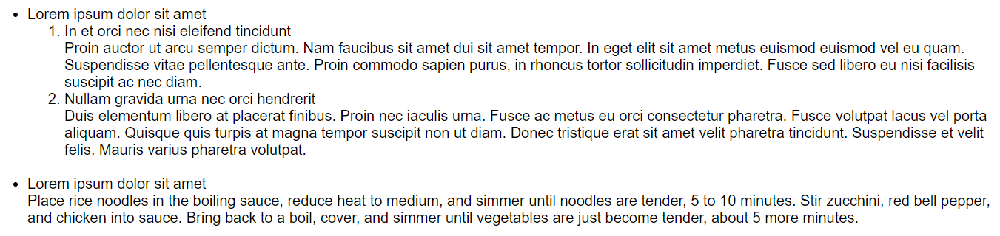 • Lorem ipsum dolor sit amet
1. In et orci nec nisi eleifend tincidunt
Proin auctor ut arcu semper dictum. Nam faucibus sit amet dui sit amet tempor. In eget elit sit amet metus euismod euismod vel eu quam.
Suspendisse vitae pellentesque ante. Proin commodo sapien purus, in rhoncus tortor sollicitudin imperdiet. Fusce sed libero eu nisi facilisis
suscipit ac nec diam.
2. Nullam gravida urna nec orci hendrerit
Duis elementum libero at placerat finibus. Proin nec iaculis urna. Fusce ac metus eu orci consectetur pharetra. Fusce volutpat lacus vel porta
aliquam. Quisque quis turpis at magna tempor suscipit non ut diam. Donec tristique erat sit amet velit pharetra tincidunt. Suspendisse et velit
felis. Mauris varius pharetra volutpat.
• Lorem ipsum dolor sit amet
Place rice noodles in the boiling sauce, reduce heat to medium, and simmer until noodles are tender, 5 to 10 minutes. Stir zucchini, red bell pepper,
and chicken into sauce. Bring back to a boil, cover, and simmer until vegetables are just become tender, about 5 more minutes.